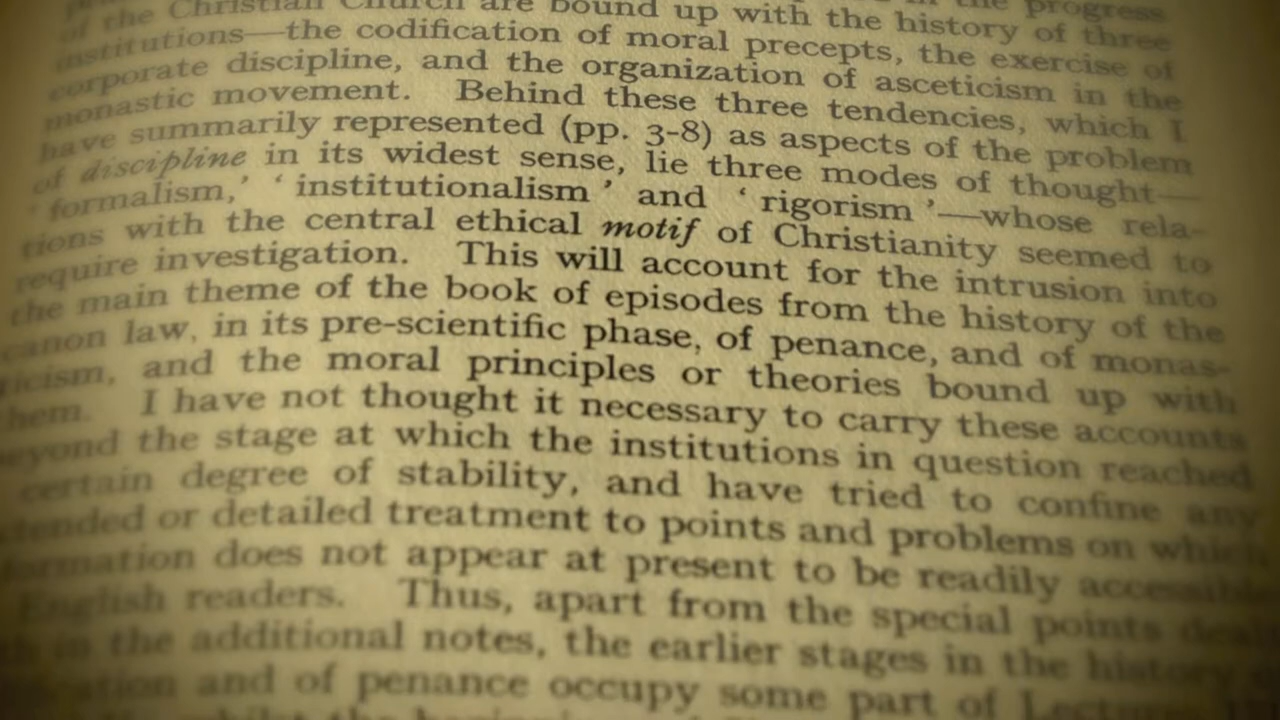 in the progress
of the Christian Church are bound up with the history of three
institutions—the codification of moral precepts, the exercise of
corporate discipline, and the organization of asceticism in the
monastic movement. Behind these three tendencies, which I
have summarily represented (pp. 3-8) as aspects of the problem
of discipline in its widest sense, lie three modes of thought—
‘formalism,’ ‘institutionalism’ and ‘rigorism’—whose rela-
tions with the central ethical motif of Christianity seemed to
require investigation. This will account for the intrusion into
the main theme of the book of episodes from the history of the
canon law, in its pre-scientific phase, of penance, and of monas-
ticism, and the moral principles or theories bound up with
them. I have not thought it necessary to carry these accounts
beyond the stage at which the institutions in question reached
certain degree of stability, and have tried to confine any
tended or detailed treatment to points and problems on which
formation does not appear at present to be readily accessible
English readers. Thus, apart from the special points dealt
in the additional notes, the earlier stages in the history
and of penance occupy some part of Lectures